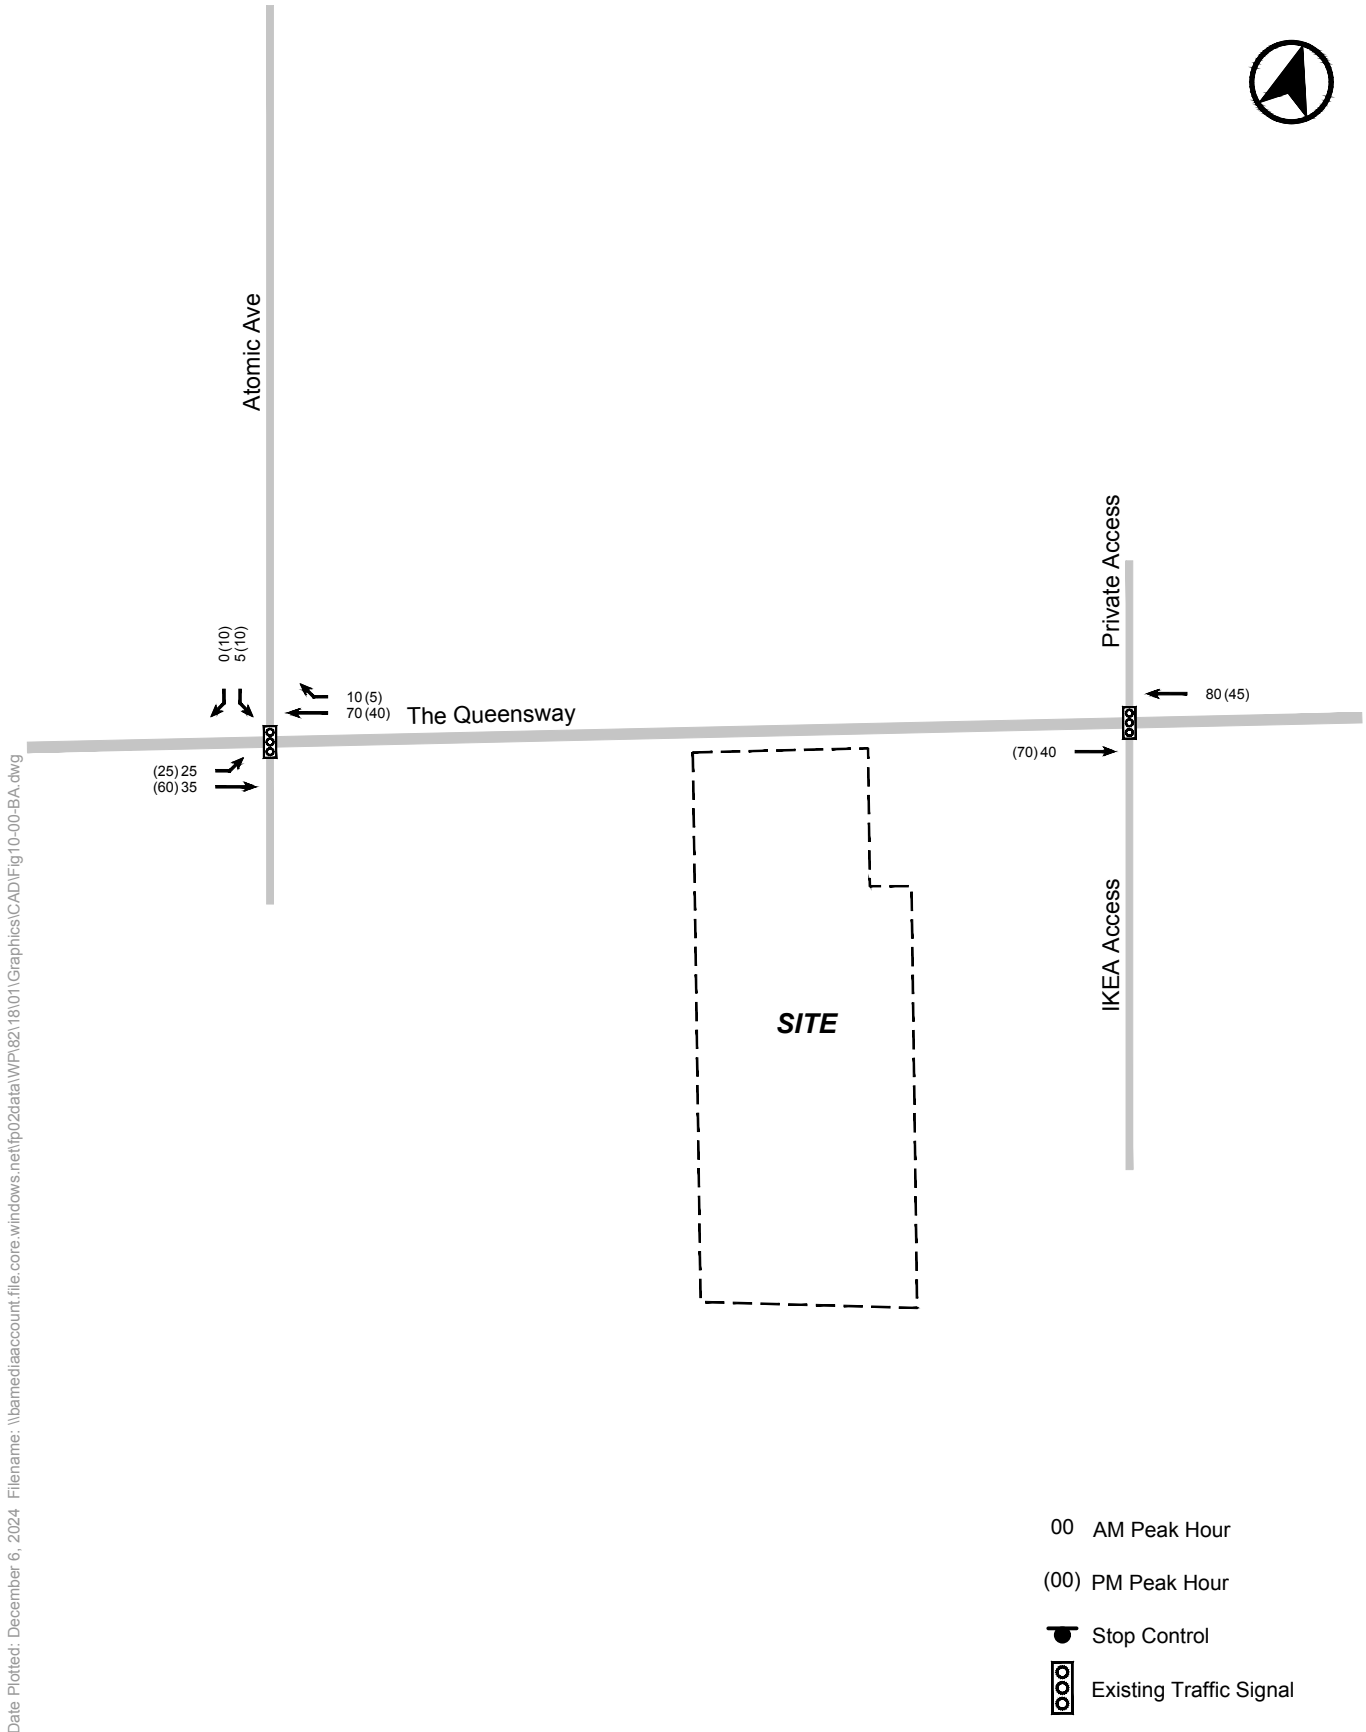 Atomic Ave
Private Access
0 (10)
5 (10)
10 (5)
70 (40)
The Queensway
80 (45)
(25) 25
(60) 35
(70) 40
IKEA Access
SITE
00 AM Peak Hour
(00) PM Peak Hour
Stop Control
Existing Traffic Signal
Date Plotted: December 6, 2024 Filename: \\bamediaaccount.file.core.windows.net\fp02data\WP\82\18\01\Graphics\CAD\Fig10-00-BA.dwg